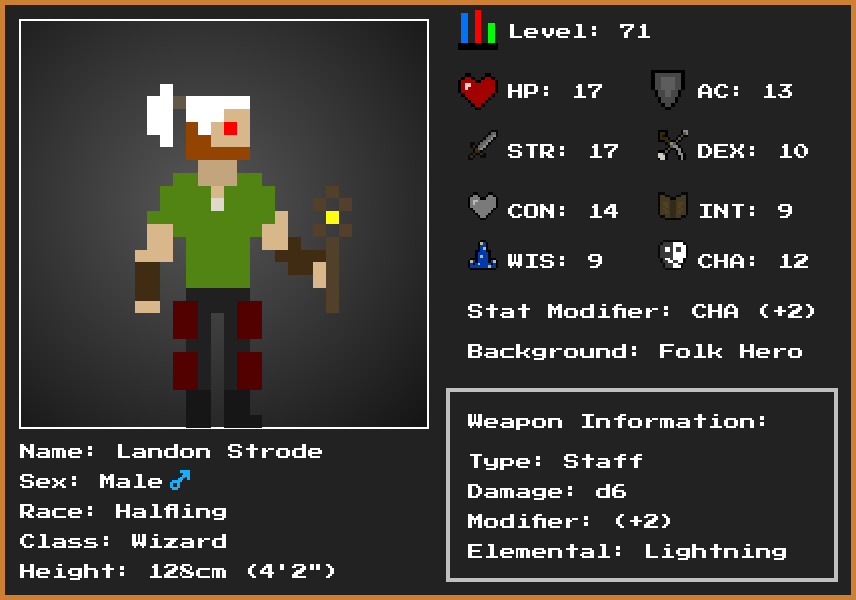 Level: 71
HP: 17 AC: 13
STR: 17 DEX: 10
CON: 14 INT: 9
WIS: 9 CHA: 12
Stat Modifier: CHA (+2)
Background: Folk Hero
Weapon Information:
Type: Staff
Damage: d6
Modifier: (+2)
Elemental: Lightning
Name: Landon Strode
Sex: Male ♂
Race: Halfling
Class: Wizard
Height: 128cm (4'2")